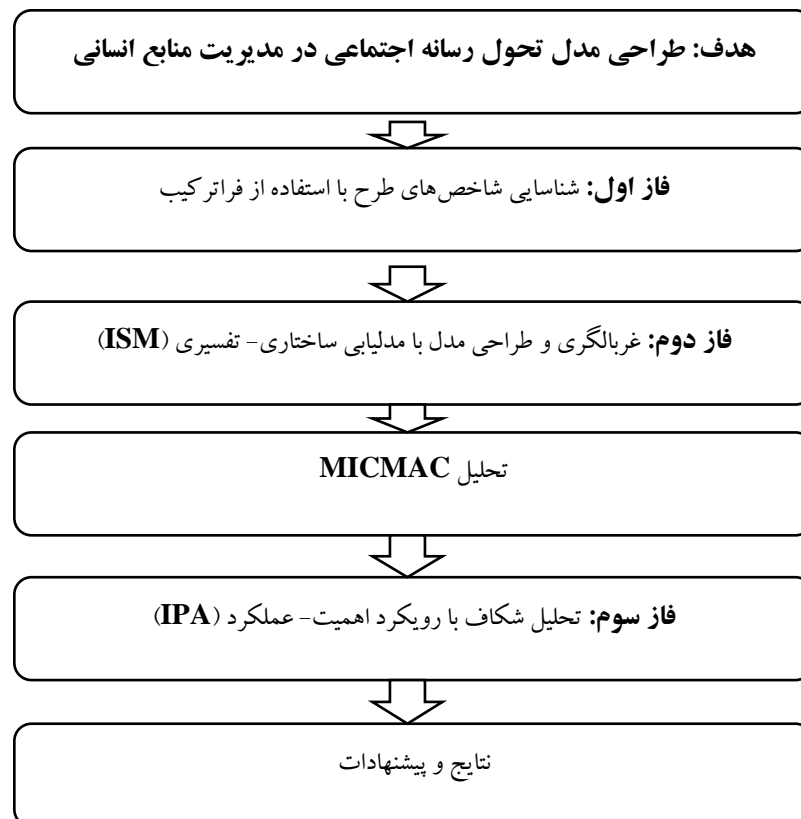 هدف: طراحی مدل تحول رسانه اجتماعی در مدیریت منابع انسانی
فاز اول: شناسایی شاخص‌های طرح با استفاده از فراترکیب
فاز دوم: غربالگری و طراحی مدل با مدلیابی ساختاری- تفسیری (ISM)
تحلیل MICMAC
فاز سوم: تحلیل شکاف با رویکرد اهمیت- عملکرد (IPA)
نتایج و پیشنهادات